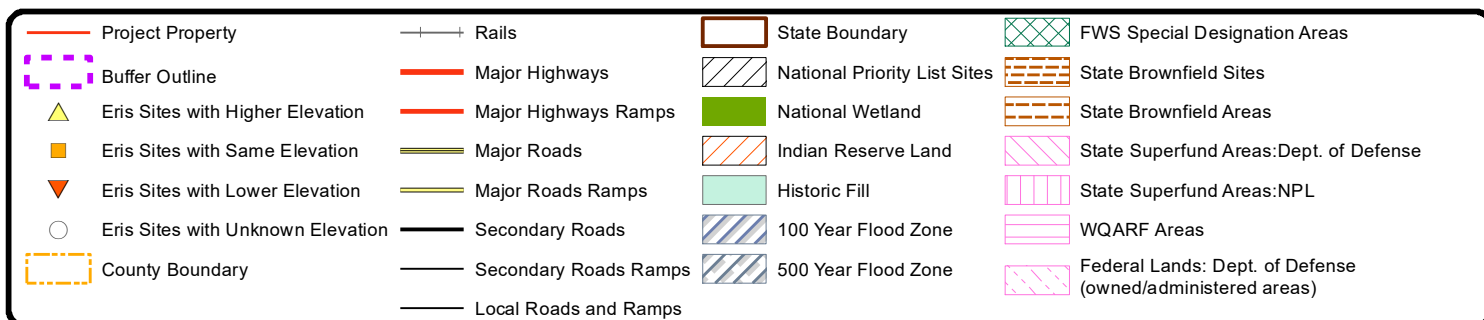 Project Property
Buffer Outline
Eris Sites with Higher Elevation
Eris Sites with Same Elevation
Eris Sites with Lower Elevation
Eris Sites with Unknown Elevation
County Boundary
Rails
Major Highways
Major Highways Ramps
Major Roads
Major Roads Ramps
Secondary Roads
Secondary Roads Ramps
Local Roads and Ramps
State Boundary
National Priority List Sites
National Wetland
Indian Reserve Land
Historic Fill
100 Year Flood Zone
500 Year Flood Zone
FWS Special Designation Areas
State Brownfield Sites
State Brownfield Areas
State Superfund Areas:Dept. of Defense
State Superfund Areas:NPL
WQARF Areas
Federal Lands: Dept. of Defense
(owned/administered areas)